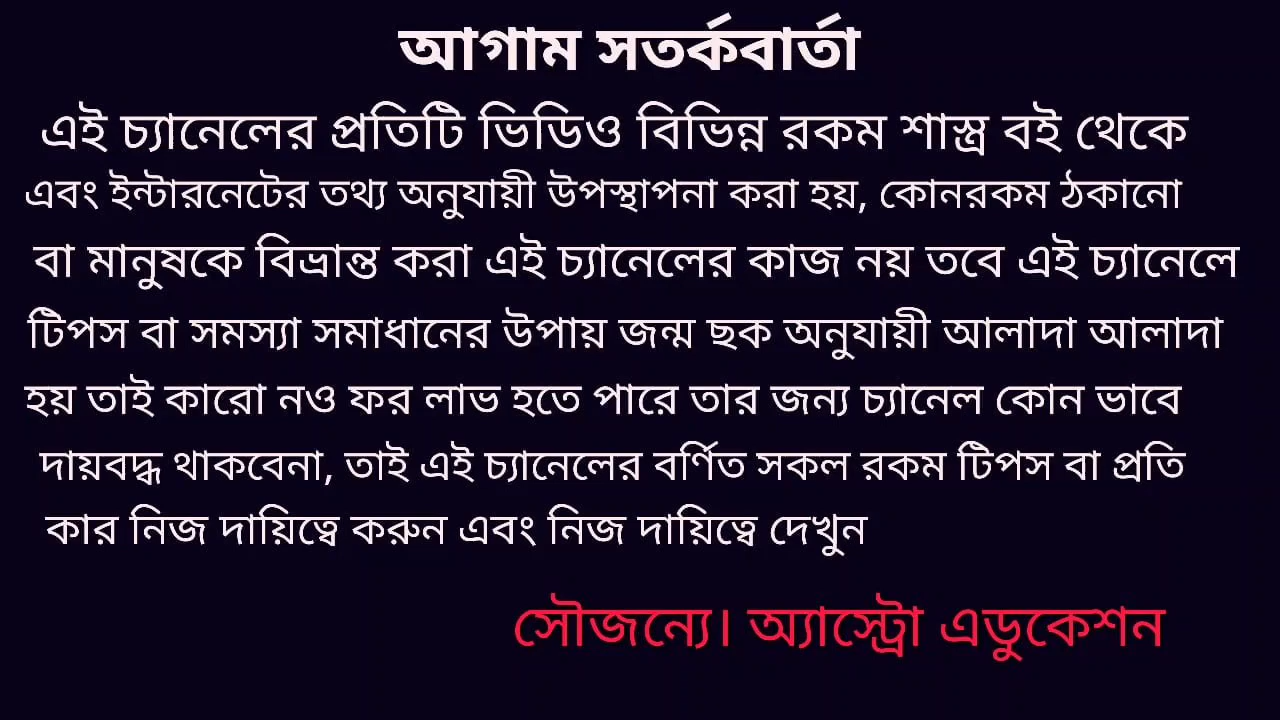 আগাম সতর্কবার্তা
এই চ্যানেলের প্রতিটি ভিডিও বিভিন্ন রকম শাস্ত্র বই থেকে
এবং ইন্টারনেটের তথ্য অনুযায়ী উপস্থাপনা করা হয়, কোনরকম ঠকানো
বা মানুষকে বিভ্রান্ত করা এই চ্যানেলের কাজ নয় তবে এই চ্যানেলে
টিপস বা সমস্যা সমাধানের উপায় জন্ম ছক অনুযায়ী আলাদা আলাদা
হয় তাই কারো নও ফর লাভ হতে পারে তার জন্য চ্যানেল কোন ভাবে
দায়বদ্ধ থাকবেনা, তাই এই চ্যানেলের বর্ণিত সকল রকম টিপস বা প্রতি
কার নিজ দায়িত্বে করুন এবং নিজ দায়িত্বে দেখুন
সৌজন্যে। অ্যাস্ট্রো এডুকেশন